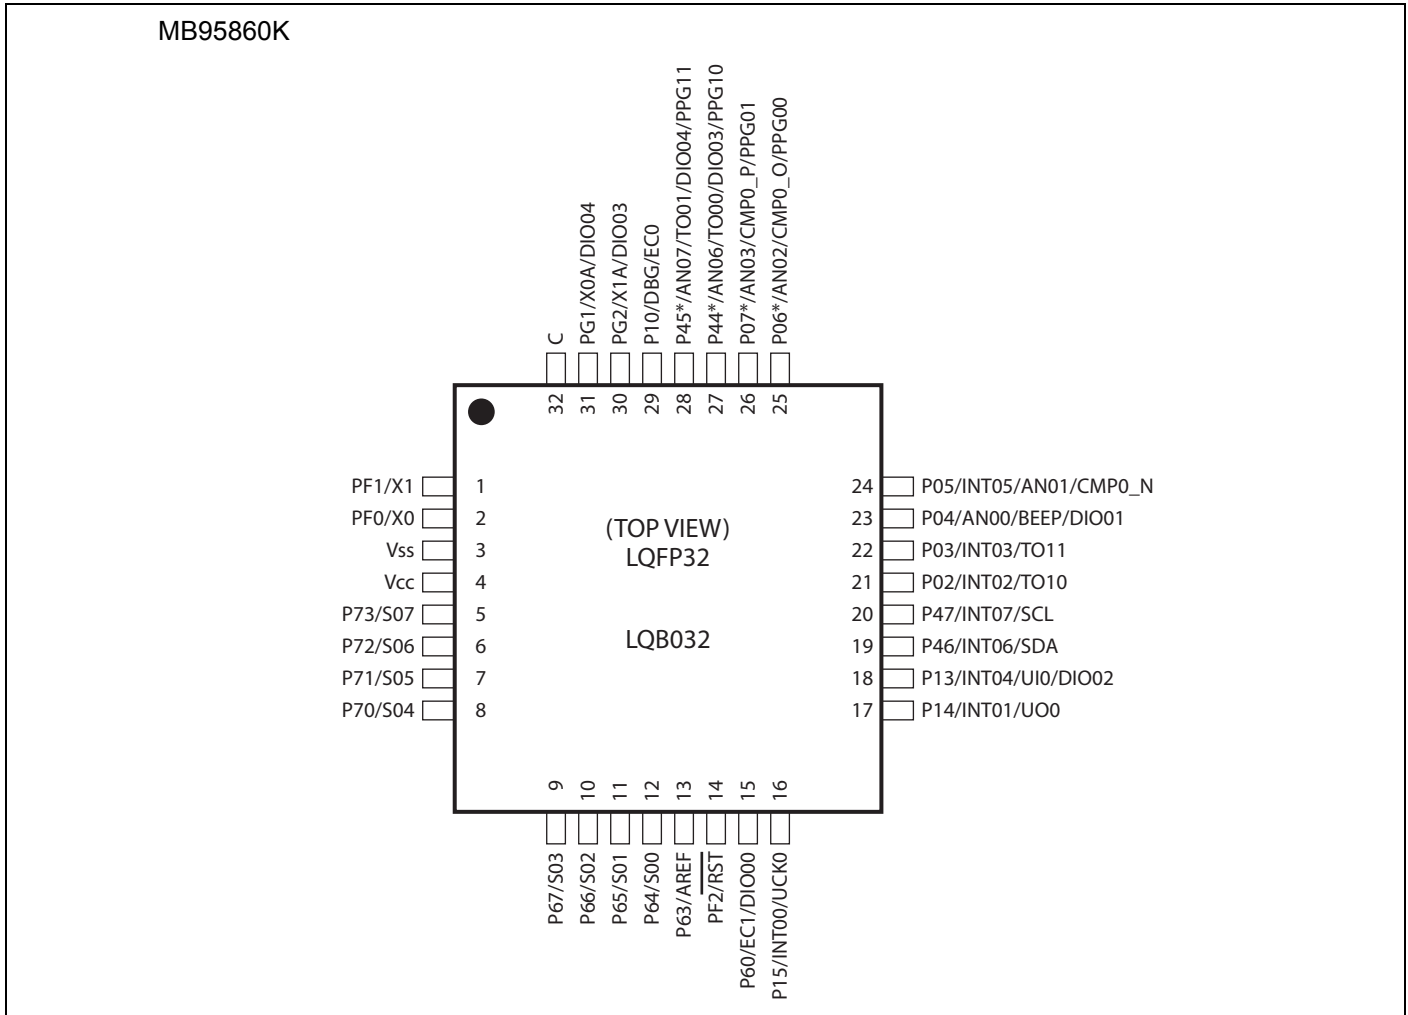 MB95860K
C
PG1/X0A/DIO04
PG2/X1A/DIO03
P10/DBG/EC0
P45*/AN07/TO01/DIO04/PPG11
P44*/AN06/TO00/DIO03/PPG10
P07*/AN03/CMP0_P/PPG01
P06*/AN02/CMP0_O/PPG00
32
31
30
29
28
27
26
25
PF1/X1
1
PF0/X0
2
Vss
3
Vcc
4
P73/S07
5
P72/S06
6
P71/S05
7
P70/S04
8
(TOP VIEW)
LQFP32
LQB032
24
P05/INT05/AN01/CMP0_N
23
P04/AN00/BEEP/DIO01
22
P03/INT03/TO11
21
P02/INT02/TO10
20
P47/INT07/SCL
19
P46/INT06/SDA
18
P13/INT04/UI0/DIO02
17
P14/INT01/UO0
9
10
11
12
13
14
15
16
P67/S03
P66/S02
P65/S01
P64/S00
P63/AREF
PF2/RST
P60/EC1/DIO00
P15/INT00/UCK0